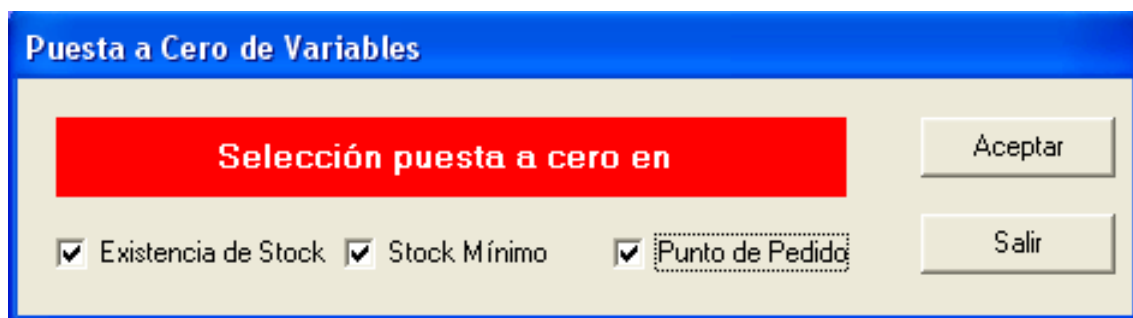 Puesta a Cero de Variables
Selección puesta a cero en
Aceptar
Existencia de Stock Stock Mínimo Punto de Pedido
Salir